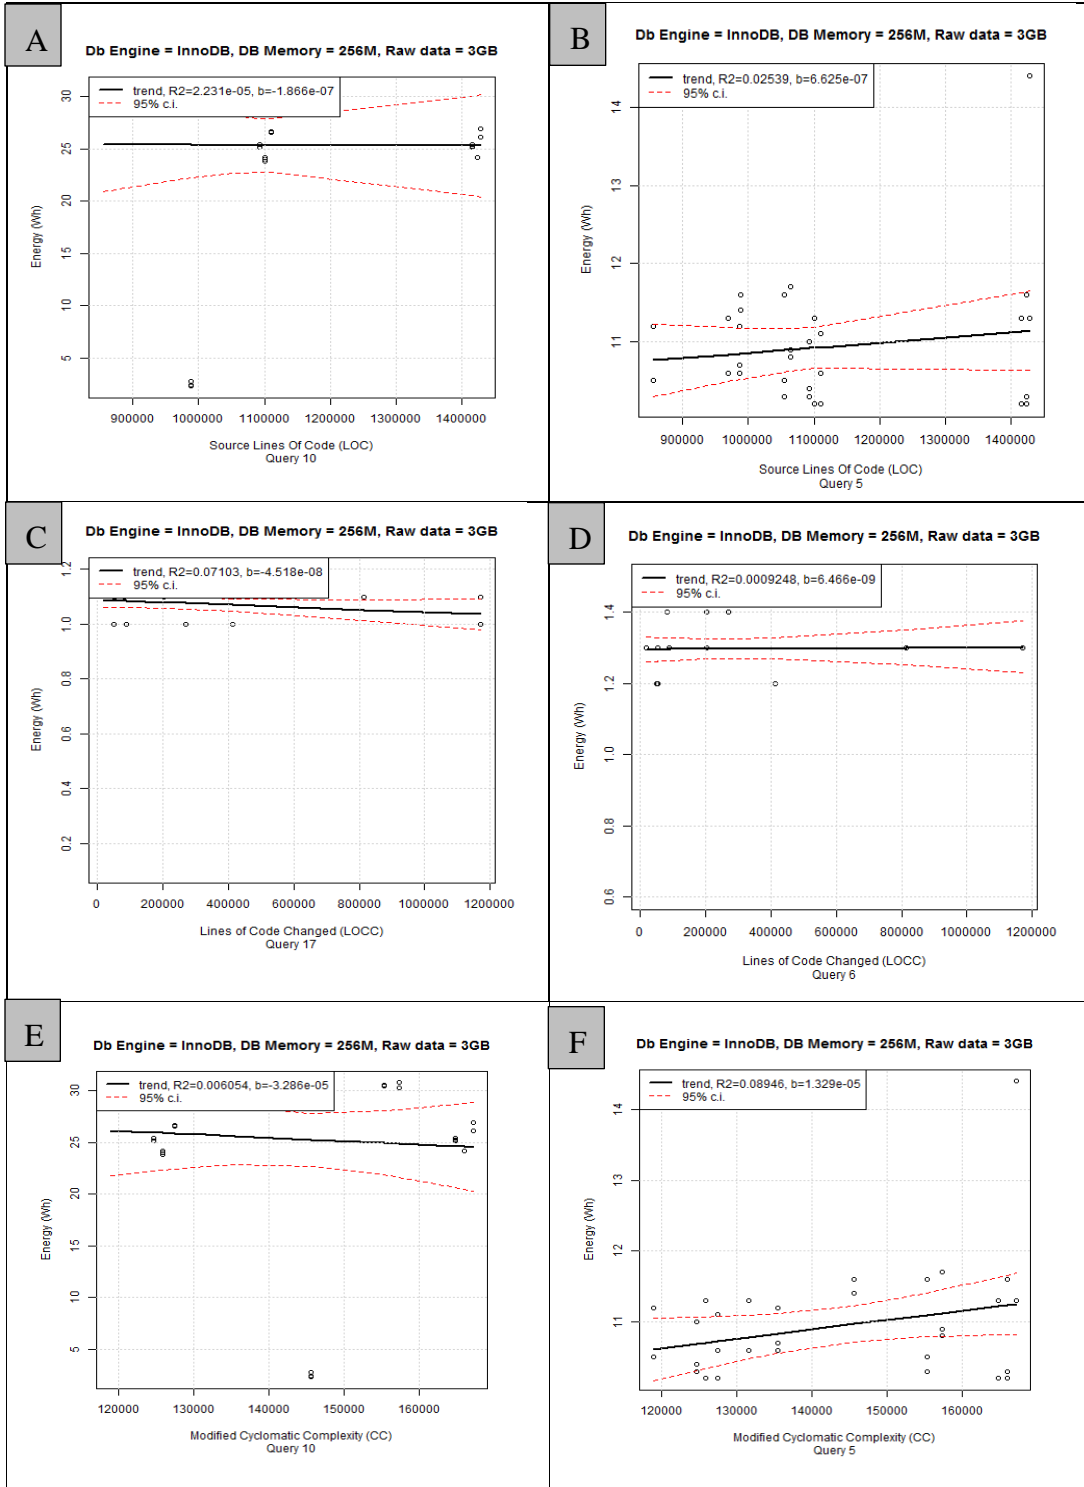 A
Db Engine = InnoDB, DB Memory = 256M, Raw data = 3GB
trend, R2=2.231e-05, b=-1.866e-07
95% c.i.
Energy (Wh)
30
25
20
15
10
5
900000 1000000 1100000 1200000 1300000 1400000
Source Lines Of Code (LOC)
Query 10
B
Db Engine = InnoDB, DB Memory = 256M, Raw data = 3GB
trend, R2=0.02539, b=6.625e-07
95% c.i.
Energy (Wh)
14
13
12
11
900000 1000000 1100000 1200000 1300000 1400000
Source Lines Of Code (LOC)
Query 5
C
Db Engine = InnoDB, DB Memory = 256M, Raw data = 3GB
trend, R2=0.07103, b=-4.518e-08
95% c.i.
Energy (Wh)
1.2
1.0
0.8
0.6
0.4
0.2
0 200000 400000 600000 800000 1000000 1200000
Lines of Code Changed (LOCC)
Query 17
D
Db Engine = InnoDB, DB Memory = 256M, Raw data = 3GB
trend, R2=0.0009248, b=6.466e-09
95% c.i.
Energy (Wh)
1.4
1.2
1.0
0.8
0.6
0 200000 400000 600000 800000 1000000 1200000
Lines of Code Changed (LOCC)
Query 6
E
Db Engine = InnoDB, DB Memory = 256M, Raw data = 3GB
trend, R2=0.006054, b=-3.286e-05
95% c.i.
Energy (Wh)
30
25
20
15
10
5
120000 130000 140000 150000 160000
Modified Cyclomatic Complexity (CC)
Query 10
F
Db Engine = InnoDB, DB Memory = 256M, Raw data = 3GB
trend, R2=0.08946, b=1.329e-05
95% c.i.
Energy (Wh)
14
13
12
11
120000 130000 140000 150000 160000
Modified Cyclomatic Complexity (CC)
Query 5